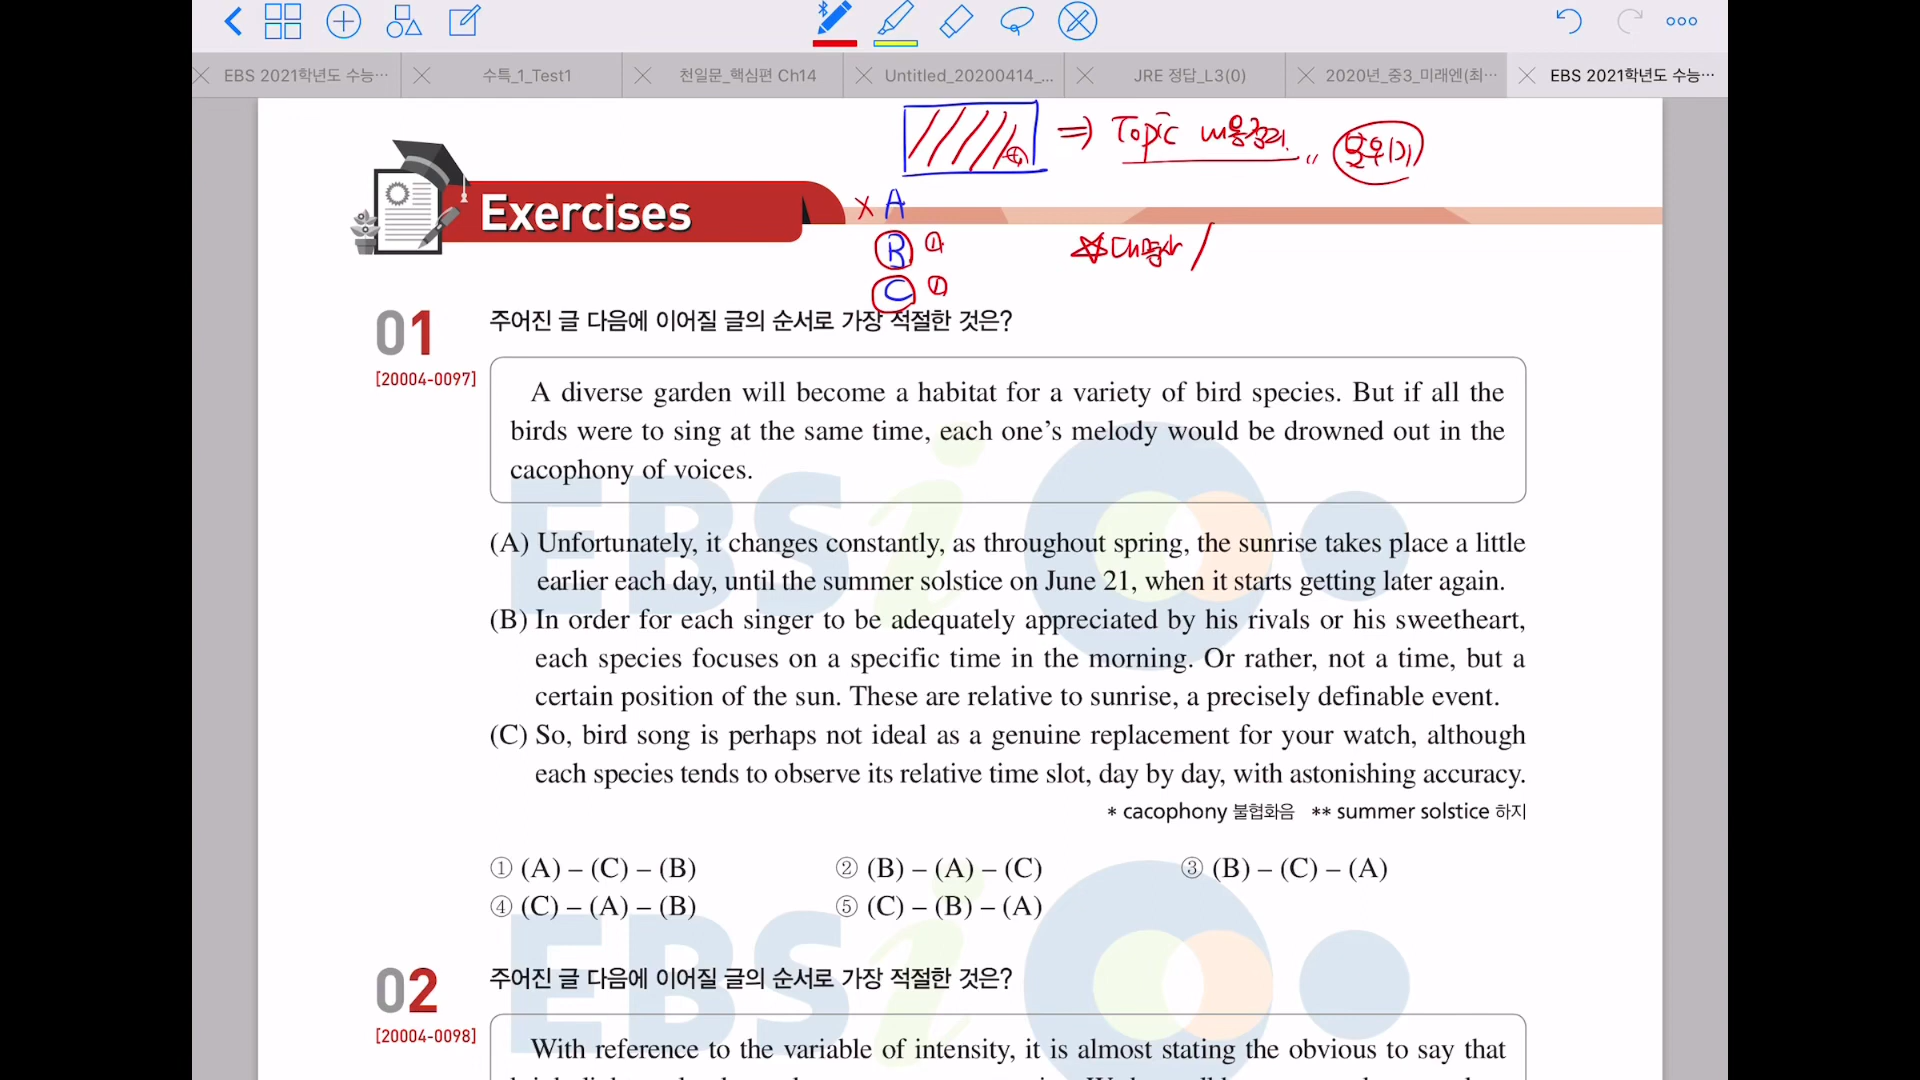 EBS 2021학년도 수능···
수특_1_Test1
천일문_핵심편 Ch14
Untitled_20200414_...
JRE 정답_L3(0)
2020년_중3_미래엔(최···
EBS 2021학년도 수능···
⇒ Topic 내용정리
Exercises
X A
B ①
C ①
☆대명사 /
01
[20004-0097]
주어진 글 다음에 이어질 글의 순서로 가장 적절한 것은?
A diverse garden will become a habitat for a variety of bird species. But if all the
birds were to sing at the same time, each one’s melody would be drowned out in the
cacophony of voices.
(A) Unfortunately, it changes constantly, as throughout spring, the sunrise takes place a little
earlier each day, until the summer solstice on June 21, when it starts getting later again.
(B) In order for each singer to be adequately appreciated by his rivals or his sweetheart,
each species focuses on a specific time in the morning. Or rather, not a time, but a
certain position of the sun. These are relative to sunrise, a precisely definable event.
(C) So, bird song is perhaps not ideal as a genuine replacement for your watch, although
each species tends to observe its relative time slot, day by day, with astonishing accuracy.
* cacophony 불협화음 ** summer solstice 하지
① (A) – (C) – (B)
② (B) – (A) – (C)
③ (B) – (C) – (A)
④ (C) – (A) – (B)
⑤ (C) – (B) – (A)
EBSi
02
[20004-0098]
주어진 글 다음에 이어질 글의 순서로 가장 적절한 것은?
With reference to the variable of intensity, it is almost stating the obvious to say that
EBSi